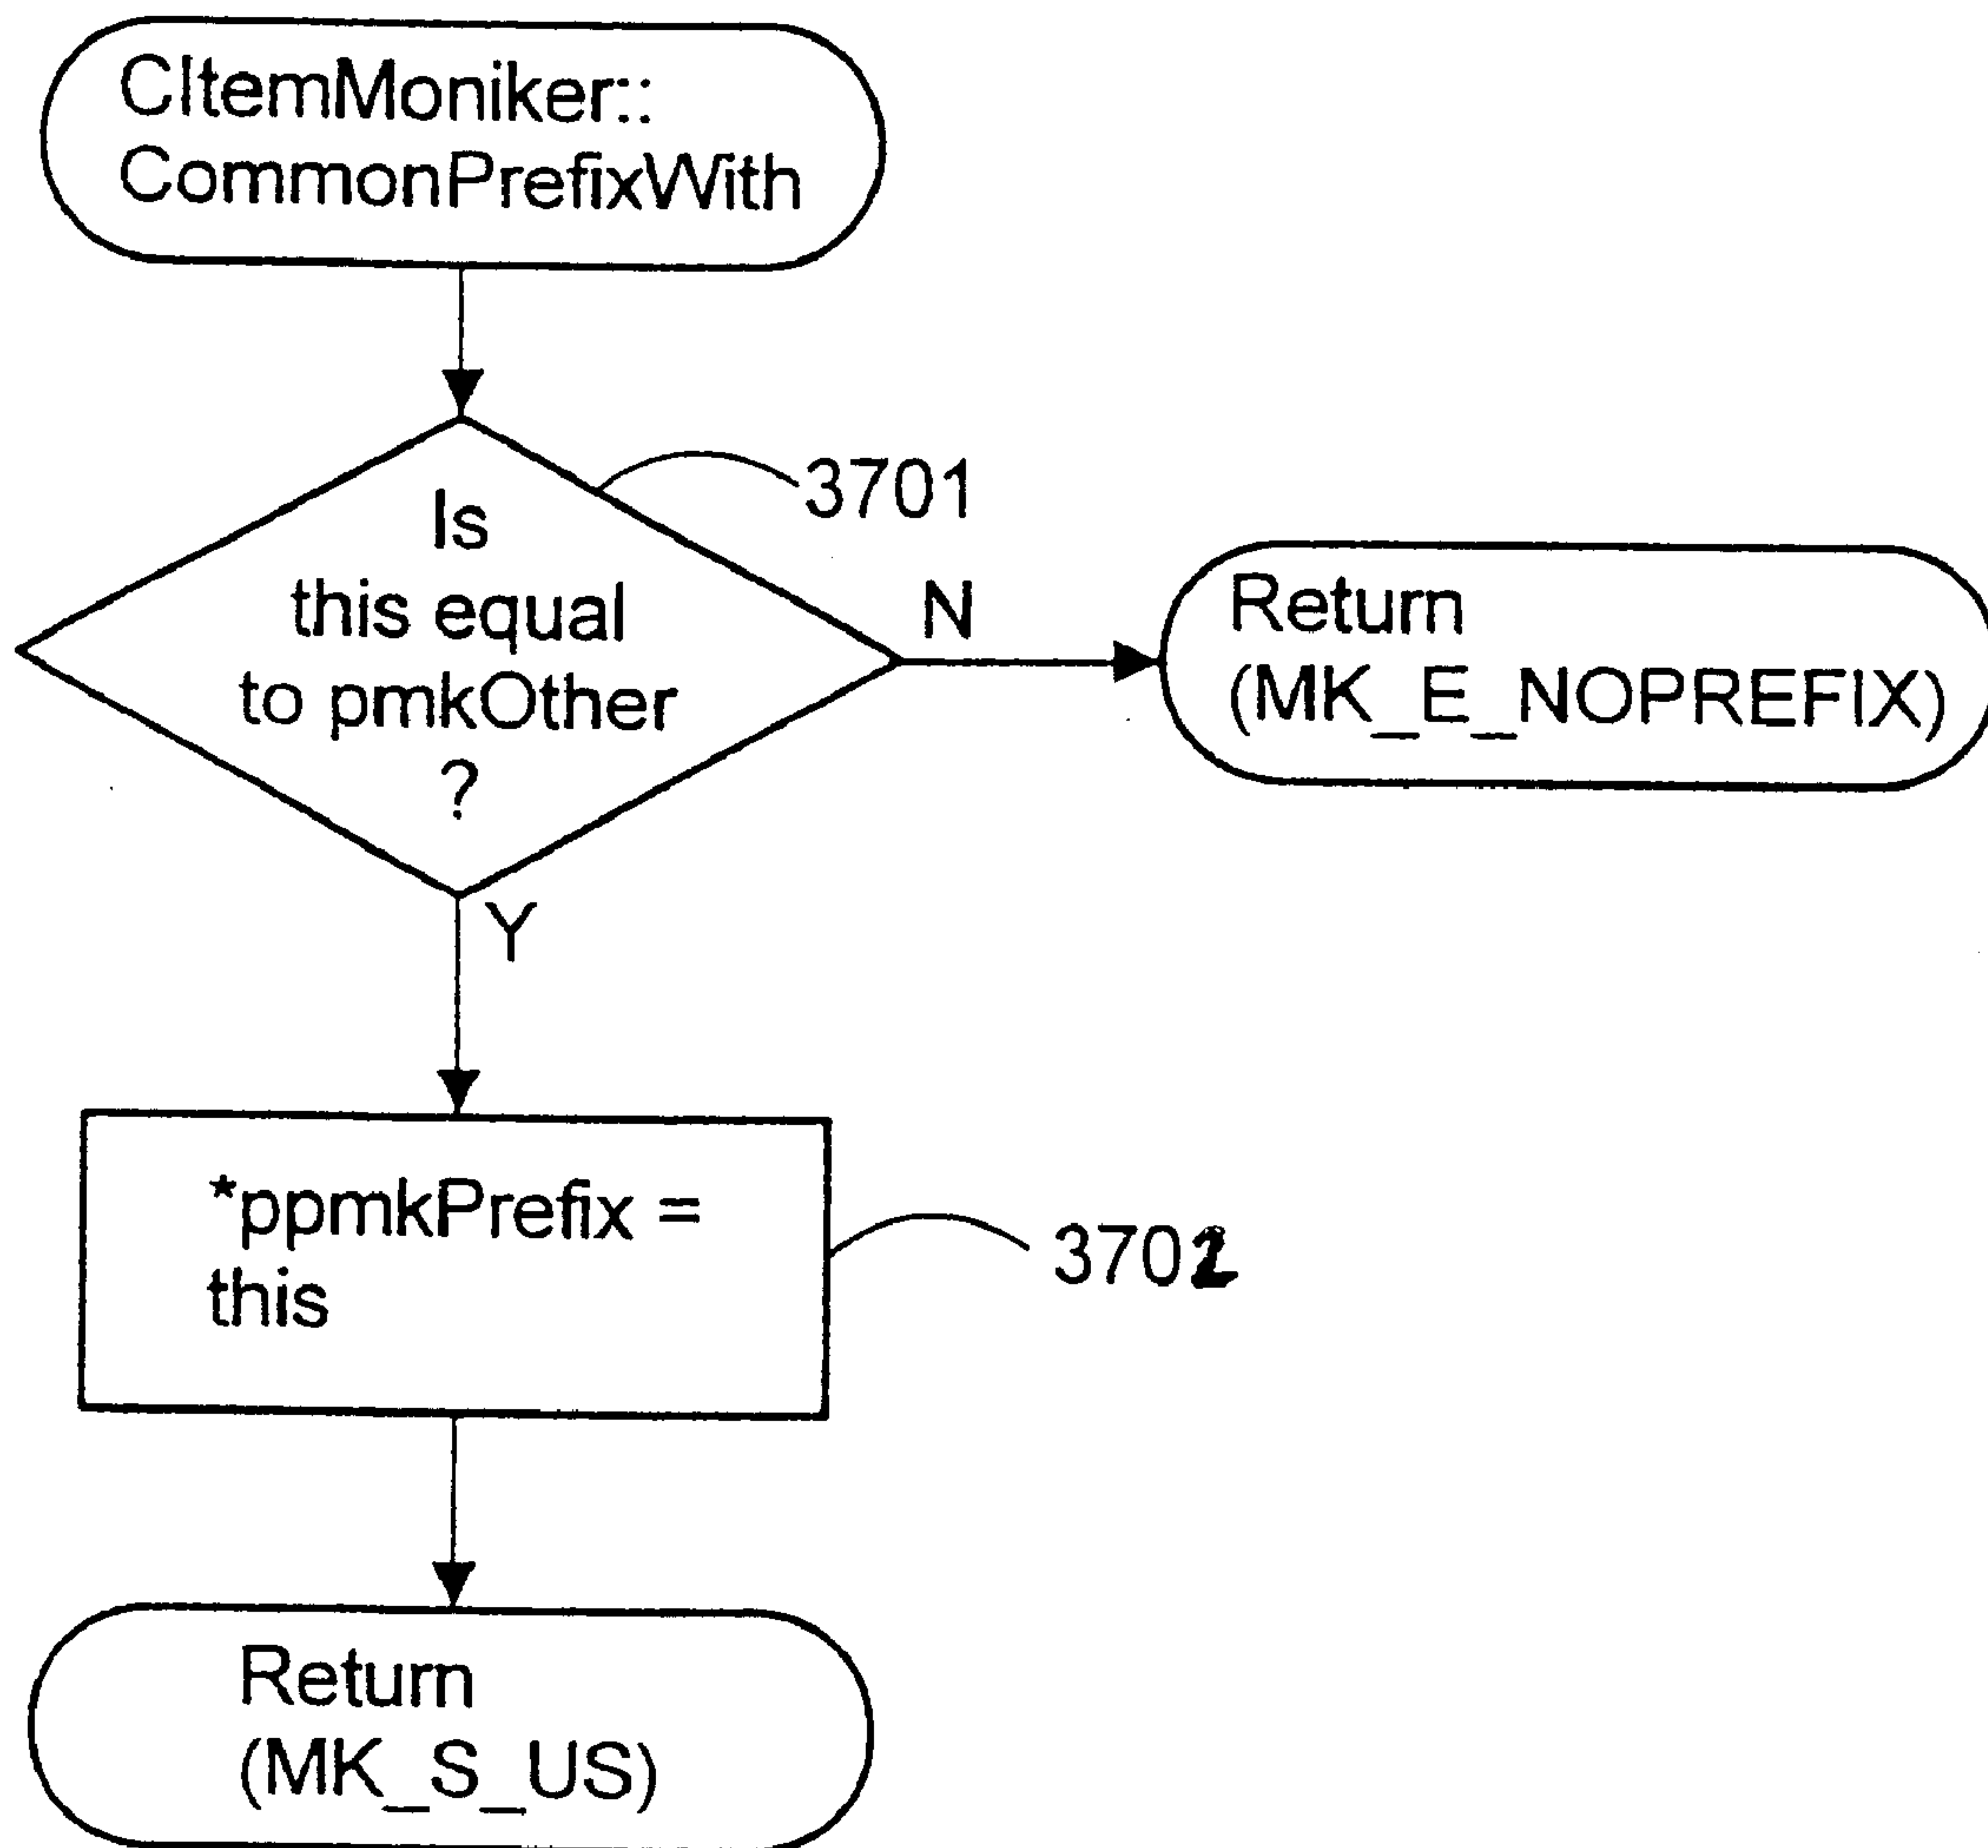 CItemMoniker::
CommonPrefixWith
3701
Is
this equal
to pmkOther
?
N
Return
(MK_E_NOPREFIX)
Y
*ppmkPrefix =
this
3702
Return
(MK_S_US)